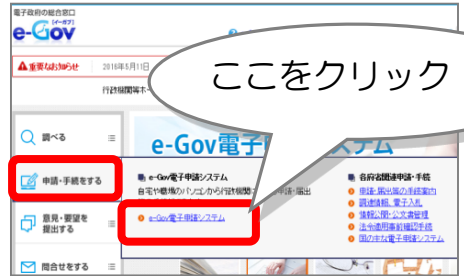 電子政府の総合窓口
e-Gov
[イーガブ]
重要なお知らせ 2016年5月11日
行政機関等ホー
ここをクリック
調べる
e-Gov電子
ステム
申請・手続をする
e-Gov電子申請システム
自宅や職場のパソコンから行政機関
申請・届出
e-Gov電子申請システム
各府省関連申請・手続
申請・届出等の手続案内
調達情報、電子入札
情報公開・公文書管理
法令適用事前確認手続
国の主な電子申請システム
意見・要望を
提出する
問合せをする